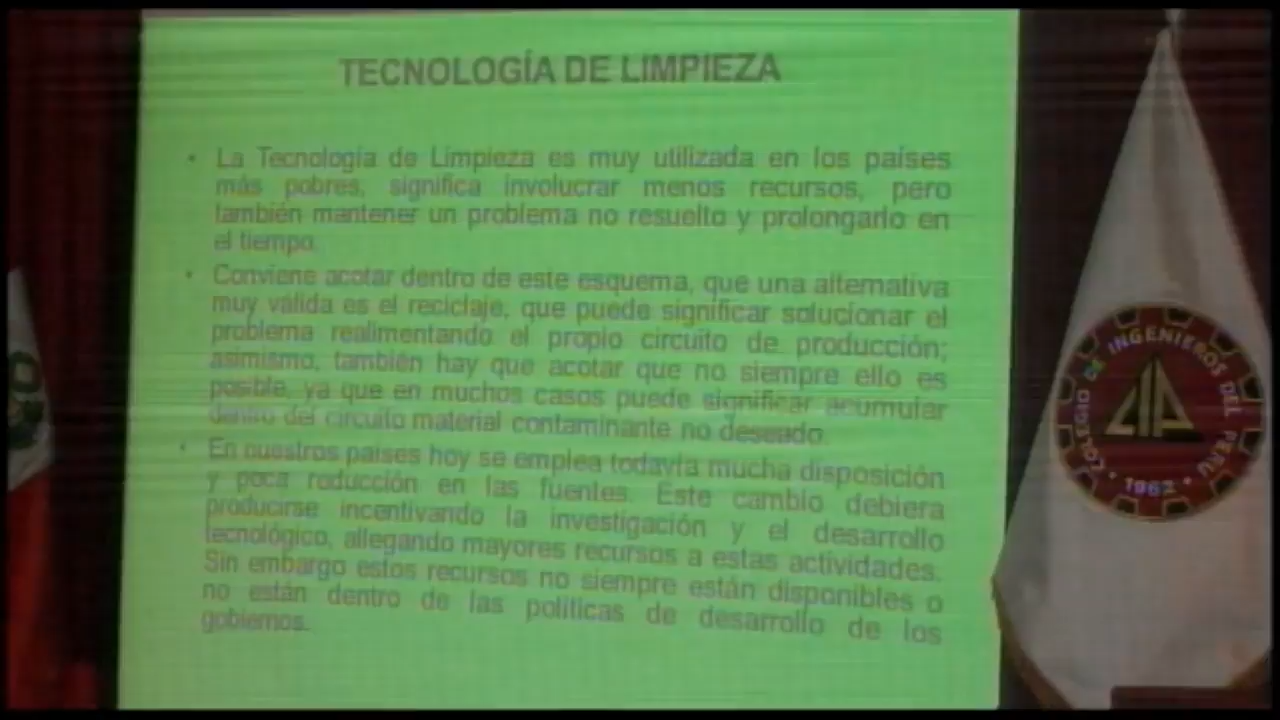 TECNOLOGÍA DE LIMPIEZA
• La Tecnología de Limpieza es muy utilizada en los países
más pobres, significa involucrar menos recursos, pero
también mantener un problema no resuelto y prolongarlo en
el tiempo.
• Conviene acotar dentro de este esquema, que una alternativa
muy válida es el reciclaje, que puede significar solucionar el
problema realimentando el propio circuito de producción;
asimismo, también hay que acotar que no siempre ello es
posible, ya que en muchos casos puede significar acumular
dentro del circuito material contaminante no deseado.
• En nuestros países hoy se emplea todavía mucha disposición
y poca reducción en las fuentes. Este cambio debiera
producirse incentivando la investigación y el desarrollo
tecnológico, allegando mayores recursos a estas actividades.
Sin embargo estos recursos no siempre están disponibles o
no están dentro de las políticas de desarrollo de los
gobiernos.
COLEGIO DE INGENIEROS DEL PERU
CIP
• 1962 •